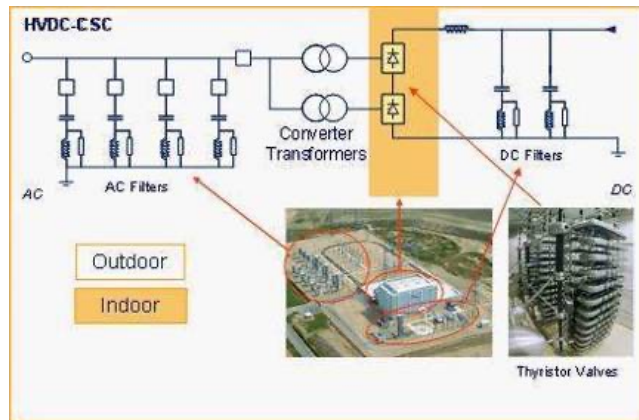 HVDC-CSC
Converter
Transformers
AC Filters
DC Filters
AC
DC
Outdoor
Indoor
Thyristor Valves